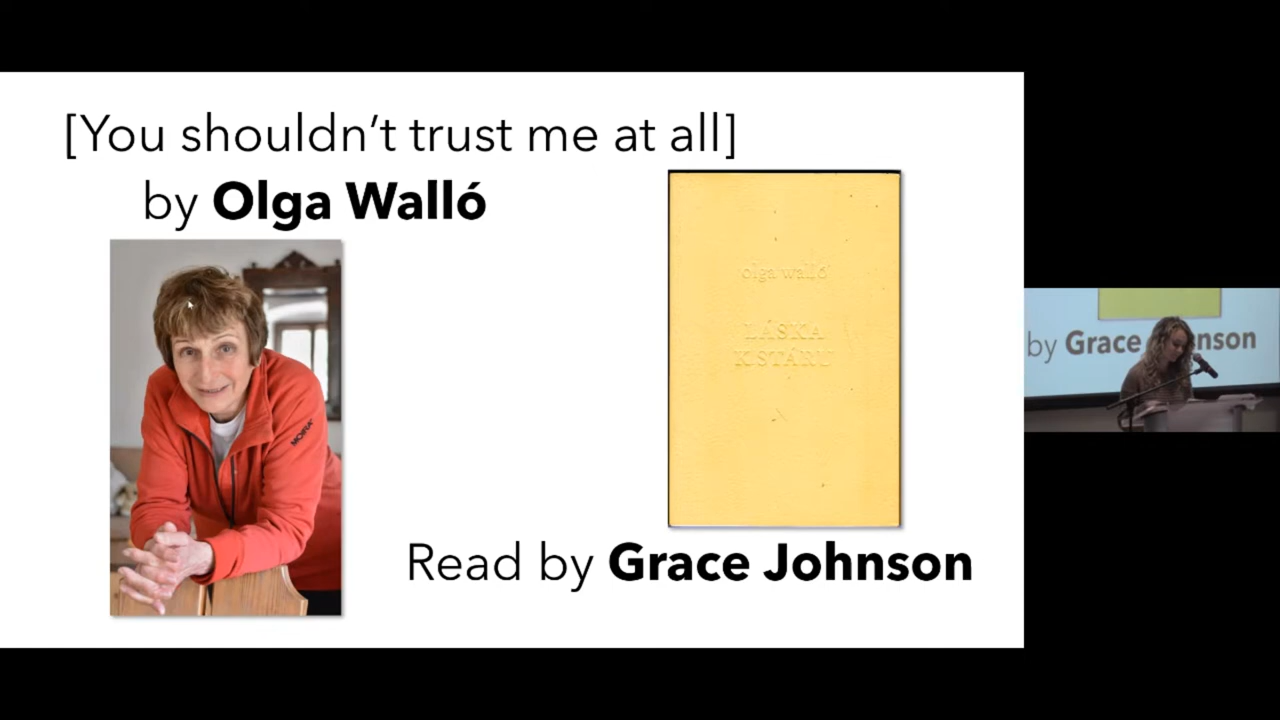 [You shouldn't trust me at all]
by Olga Walló
olga walló
LÁSKA
K STÁŘÍ
Read by Grace Johnson
by Grace Johnson